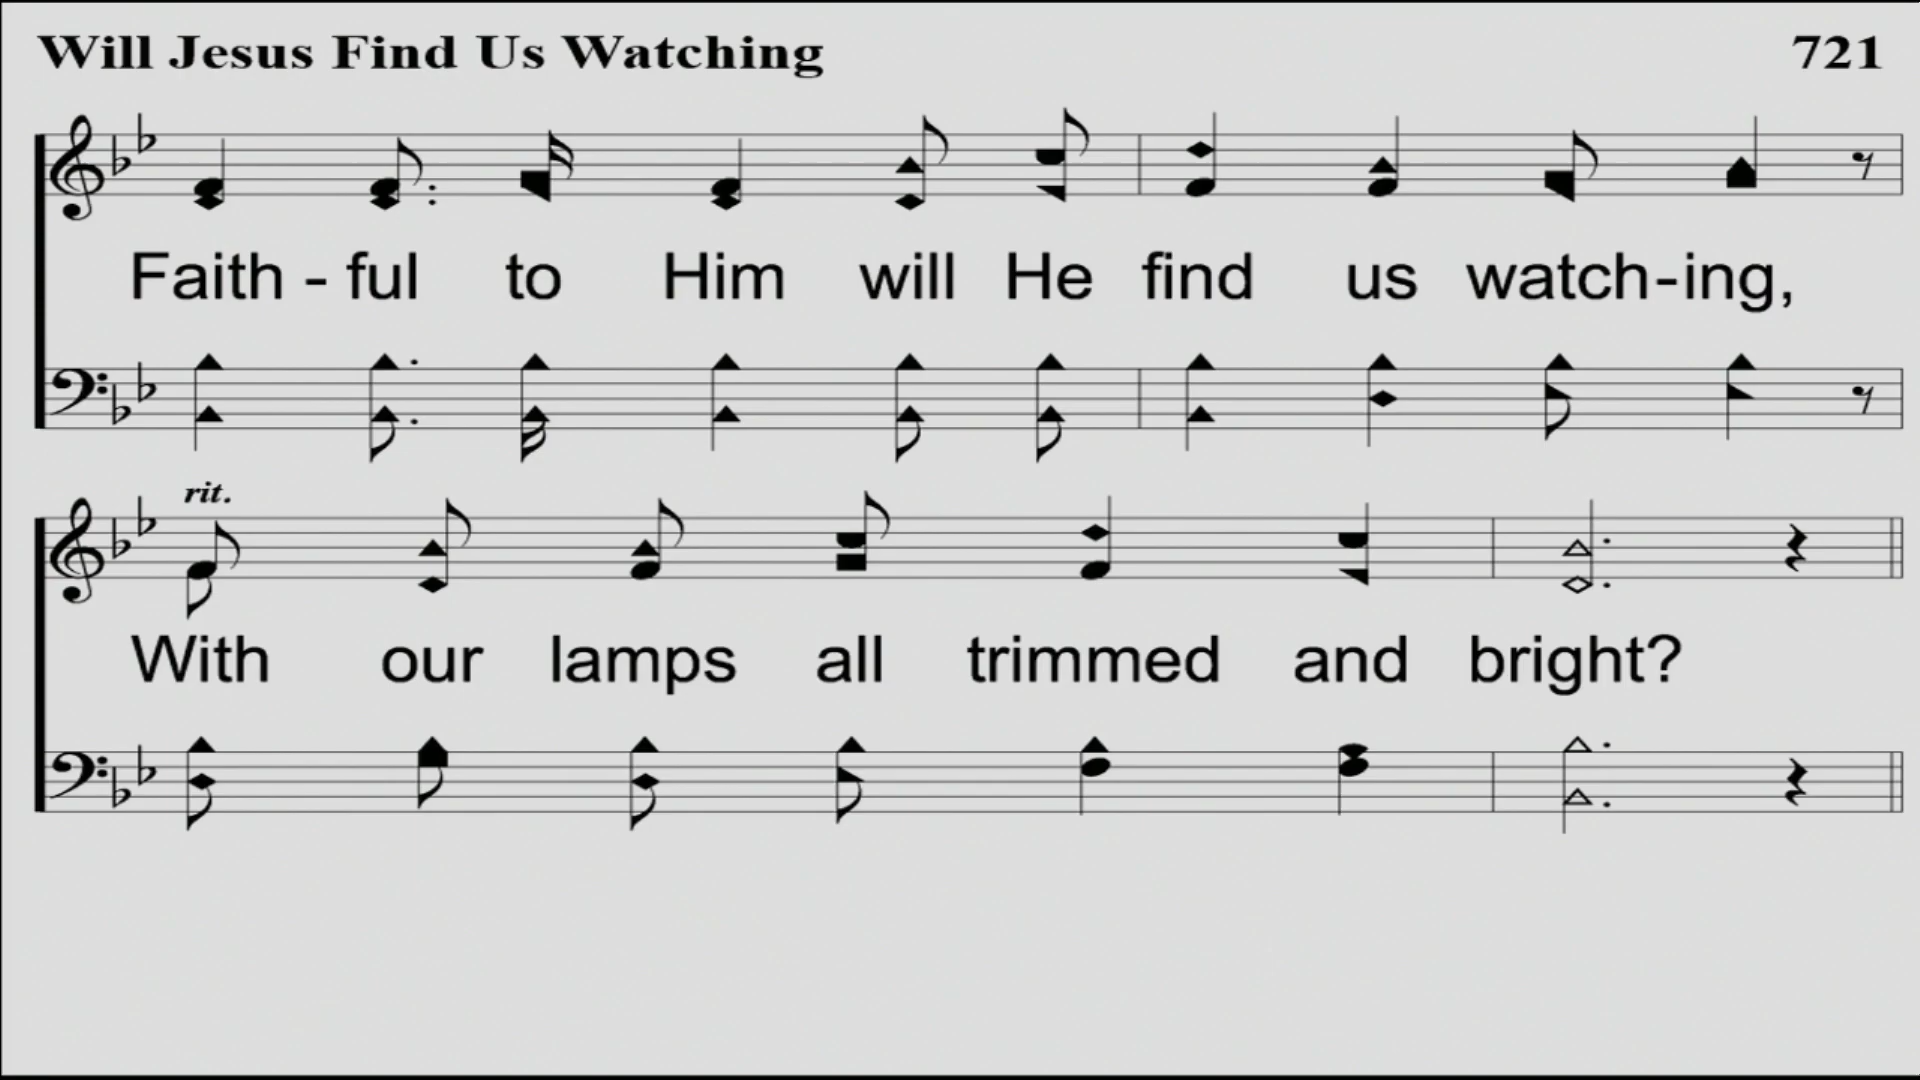 Will Jesus Find Us Watching 721
Faith - ful to Him will He find us watch-ing,
rit.
With our lamps all trimmed and bright?